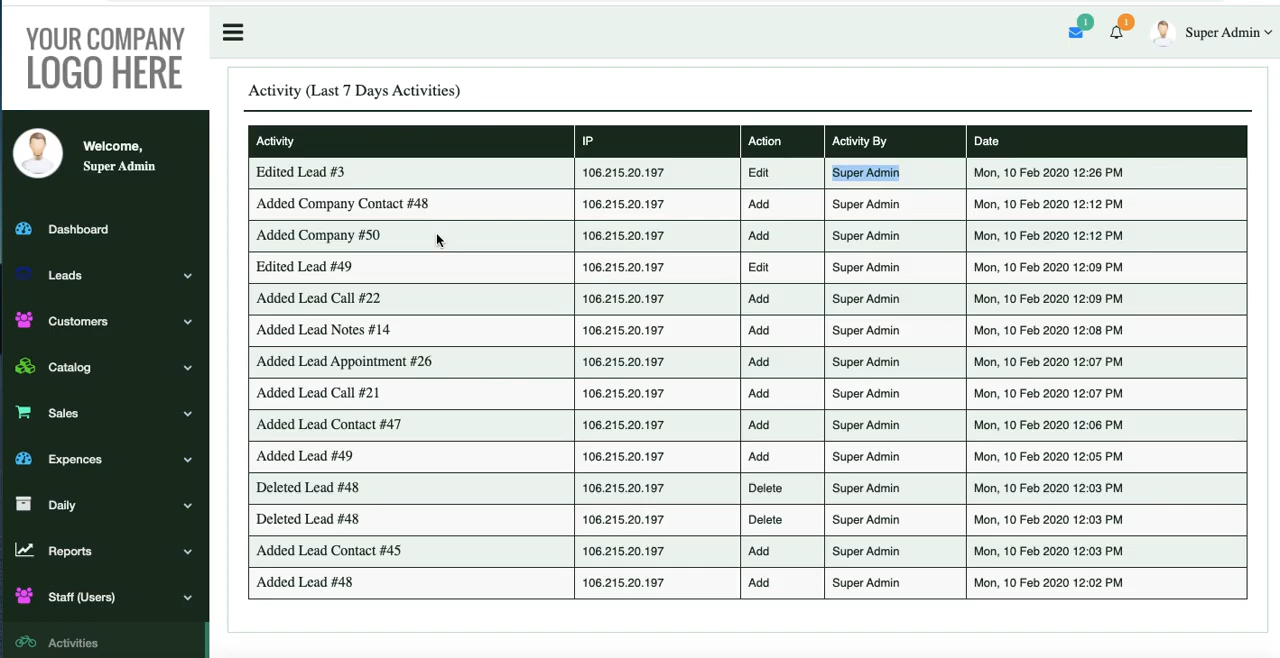 YOUR COMPANY
LOGO HERE
1
1
Super Admin
Welcome,
Super Admin
Dashboard
Leads
Customers
Catalog
Sales
Expences
Daily
Reports
Staff (Users)
Activities
Activity (Last 7 Days Activities)
Activity IP Action Activity By Date
Edited Lead #3 106.215.20.197 Edit Super Admin Mon, 10 Feb 2020 12:26 PM
Added Company Contact #48 106.215.20.197 Add Super Admin Mon, 10 Feb 2020 12:12 PM
Added Company #50 106.215.20.197 Add Super Admin Mon, 10 Feb 2020 12:12 PM
Edited Lead #49 106.215.20.197 Edit Super Admin Mon, 10 Feb 2020 12:09 PM
Added Lead Call #22 106.215.20.197 Add Super Admin Mon, 10 Feb 2020 12:09 PM
Added Lead Notes #14 106.215.20.197 Add Super Admin Mon, 10 Feb 2020 12:08 PM
Added Lead Appointment #26 106.215.20.197 Add Super Admin Mon, 10 Feb 2020 12:07 PM
Added Lead Call #21 106.215.20.197 Add Super Admin Mon, 10 Feb 2020 12:07 PM
Added Lead Contact #47 106.215.20.197 Add Super Admin Mon, 10 Feb 2020 12:06 PM
Added Lead #49 106.215.20.197 Add Super Admin Mon, 10 Feb 2020 12:05 PM
Deleted Lead #48 106.215.20.197 Delete Super Admin Mon, 10 Feb 2020 12:03 PM
Deleted Lead #48 106.215.20.197 Delete Super Admin Mon, 10 Feb 2020 12:03 PM
Added Lead Contact #45 106.215.20.197 Add Super Admin Mon, 10 Feb 2020 12:03 PM
Added Lead #48 106.215.20.197 Add Super Admin Mon, 10 Feb 2020 12:02 PM